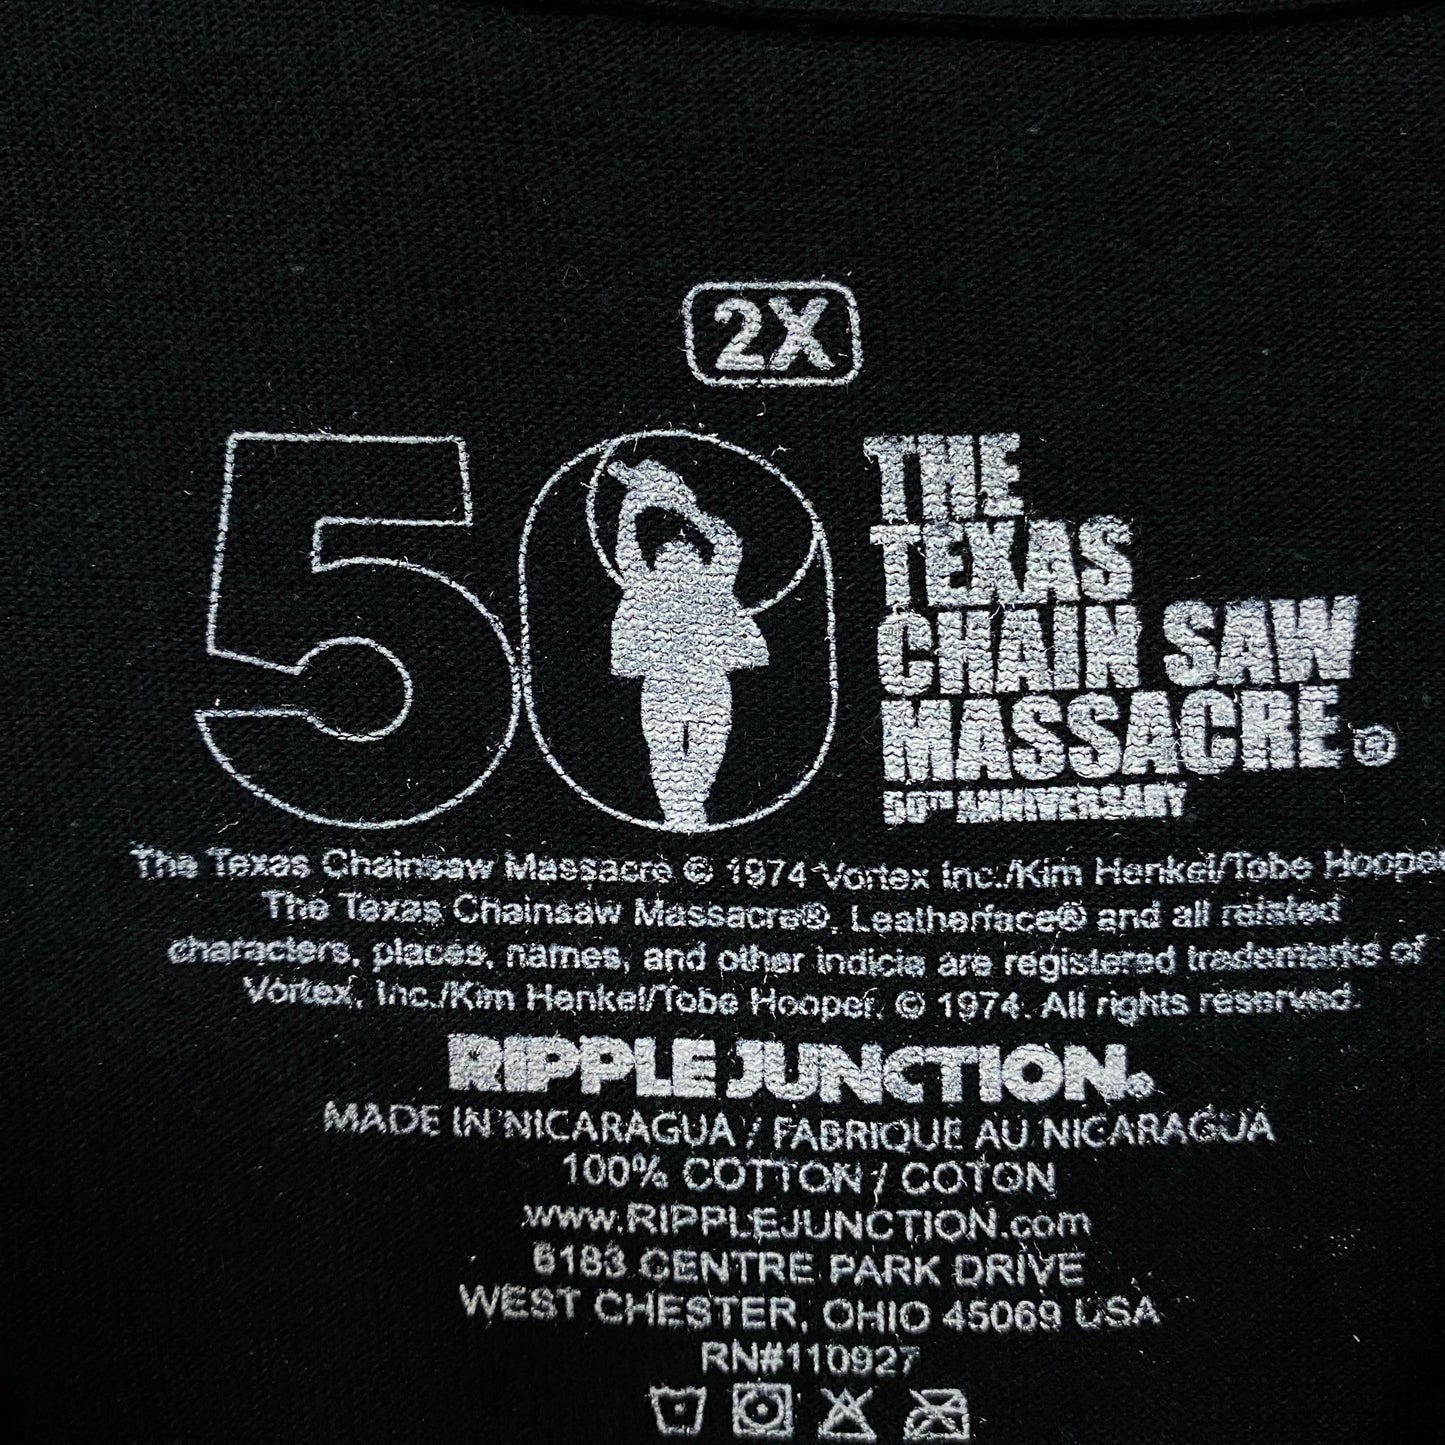 2X
50
THE
TEXAS
CHAIN SAW
MASSACRE©
50TH ANNIVERSARY
The Texas Chainsaw Massacre © 1974 Vortex Inc./Kim Henkel/Tobe Hooper
The Texas Chainsaw Massacre®, Leatherface® and all related
characters, places, names, and other indicia are registered trademarks of
Vortex, Inc./Kim Henkel/Tobe Hooper. © 1974. All rights reserved.
RIPPLE JUNCTION®
MADE IN NICARAGUA / FABRIQUE AU NICARAGUA
100% COTTON / COTON
www.RIPPLEJUNCTION.com
6183 CENTRE PARK DRIVE
WEST CHESTER, OHIO 45069 USA
RN#110927